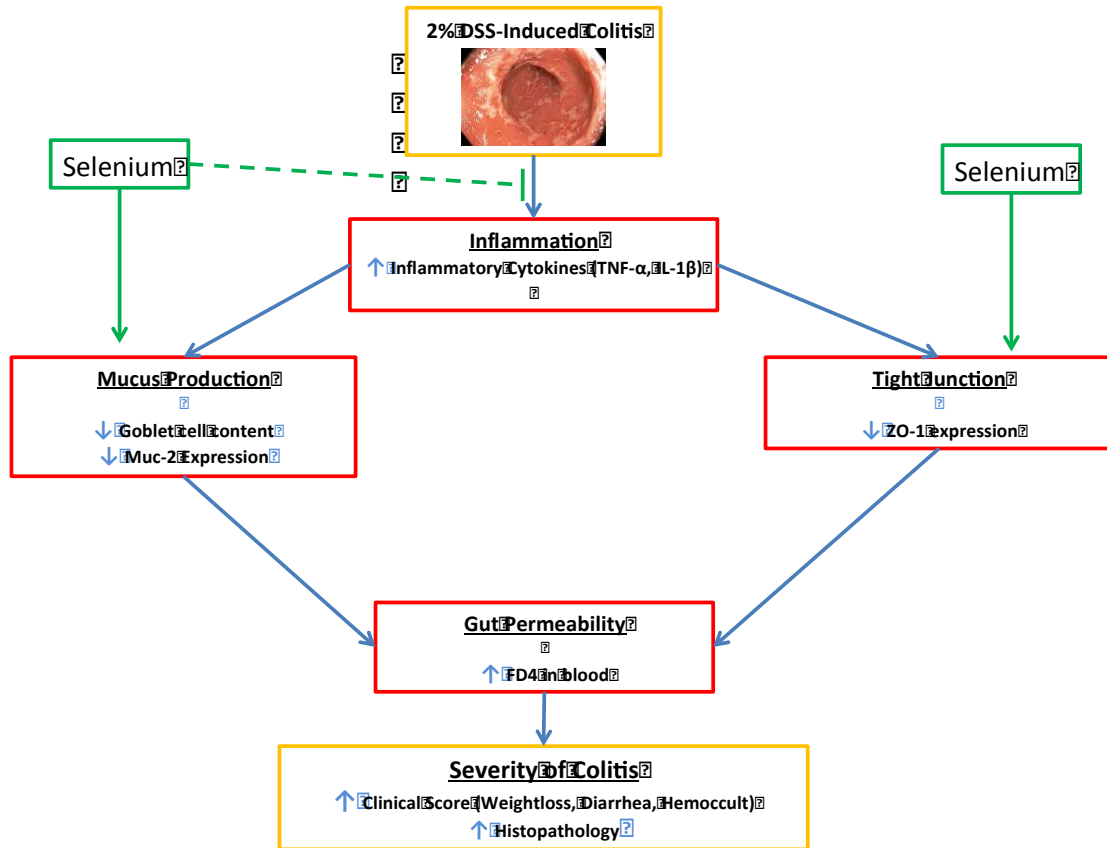 2% DSS-Induced Colitis
Selenium
Selenium
Inflammation
↑ Inflammatory Cytokines (TNF-α, IL-1β)
Mucus Production
↓ Goblet cell content
↓ Muc-2 Expression
Tight Junction
↓ ZO-1 expression
Gut Permeability
↑ FD4 in blood
Severity of Colitis
↑ Clinical Score (Weightloss, Diarrhea, Hemoccult)
↑ Histopathology